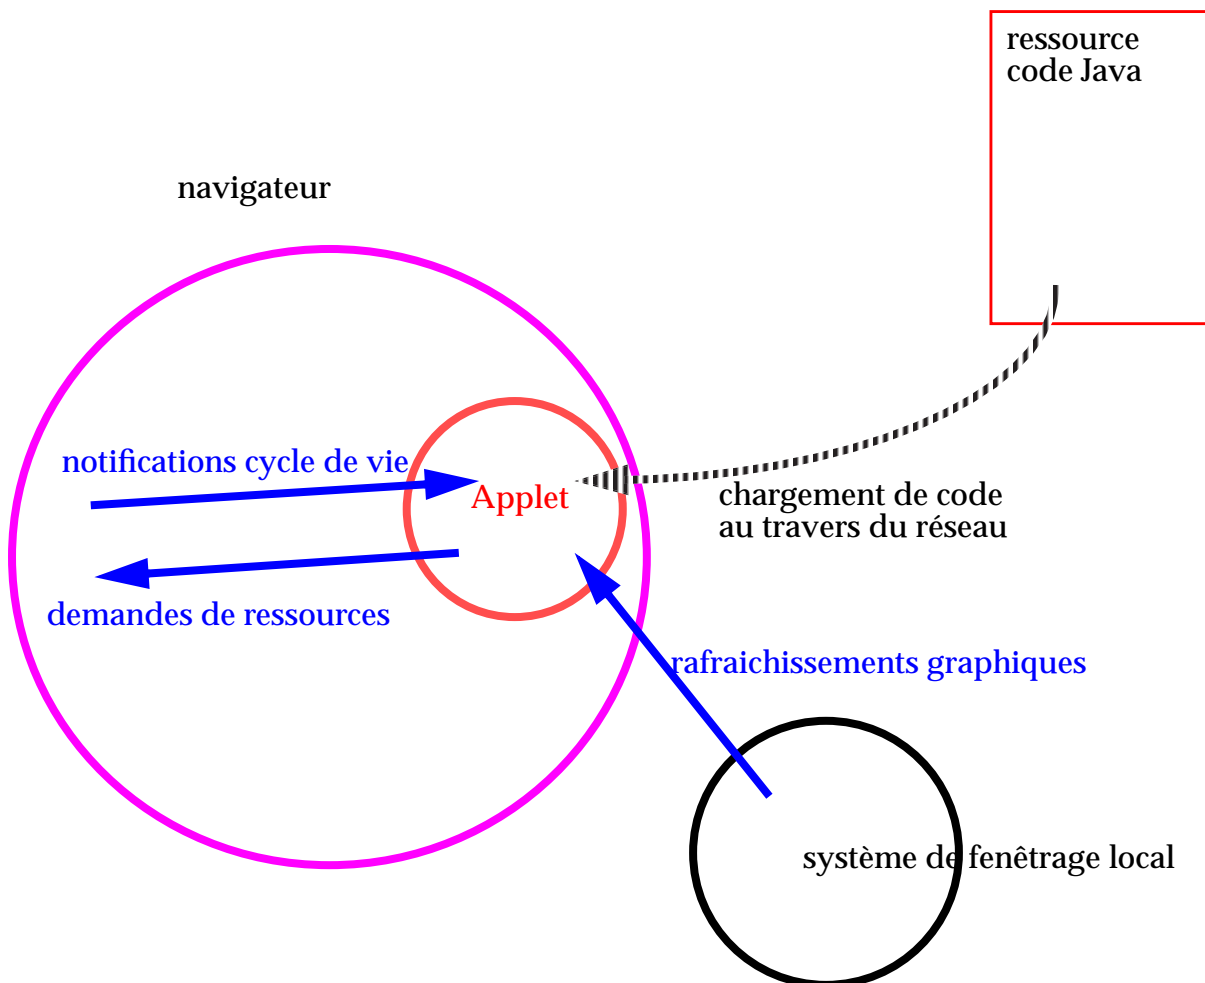 ressource
code Java
navigateur
notifications cycle de vie
Applet
chargement de code
au travers du réseau
demandes de ressources
rafraichissements graphiques
système de fenêtrage local